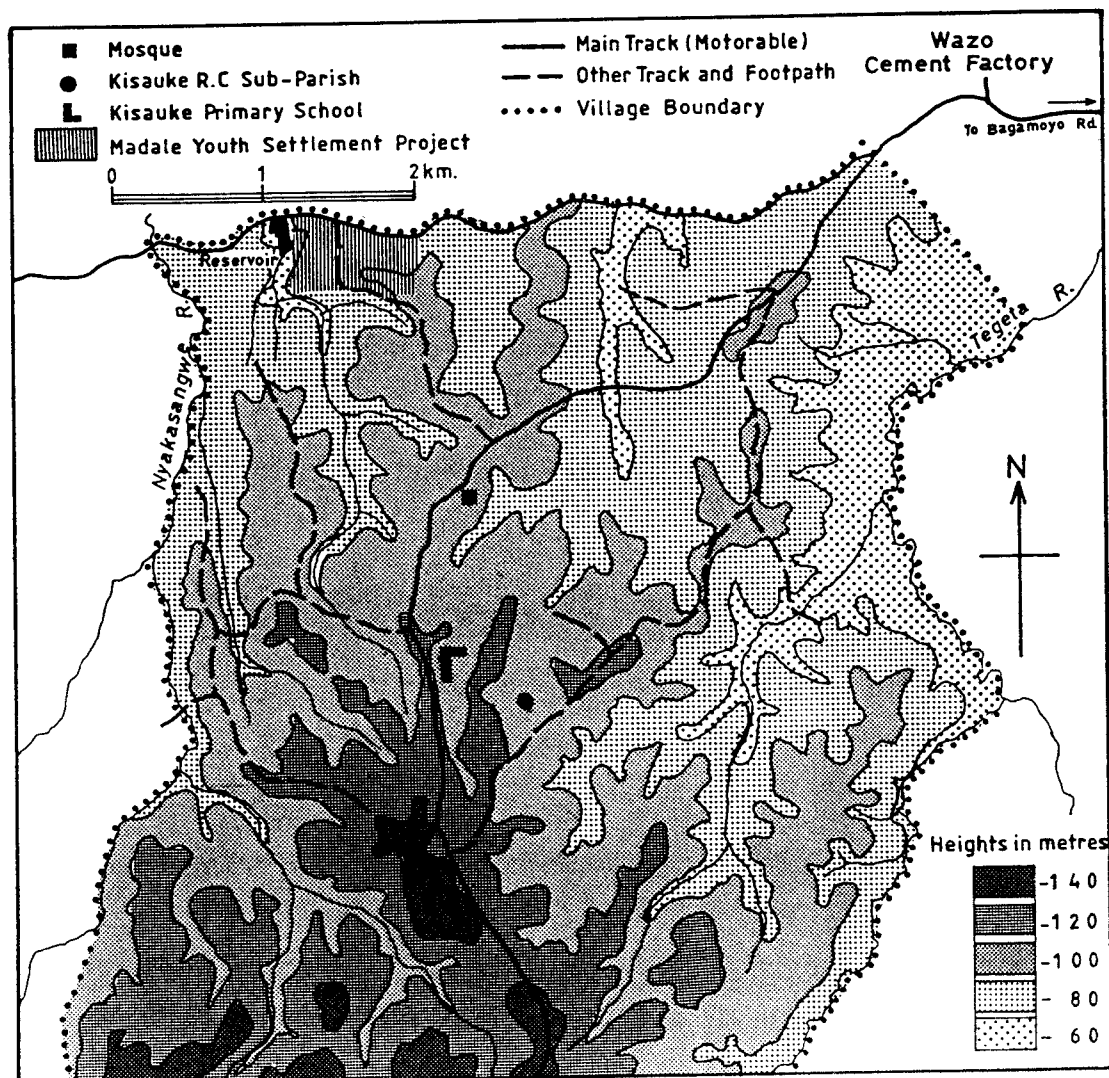 Mosque
Kisauke R.C Sub-Parish
Kisauke Primary School
Madale Youth Settlement Project
0 1 2 km.
Main Track (Motorable)
Other Track and Footpath
Village Boundary
Wazo
Cement Factory
To Bagamoyo Rd.
Reservoir
Nyakasangwe R.
Tegeta R.
N
Heights in metres
-140
-120
-100
- 80
- 60